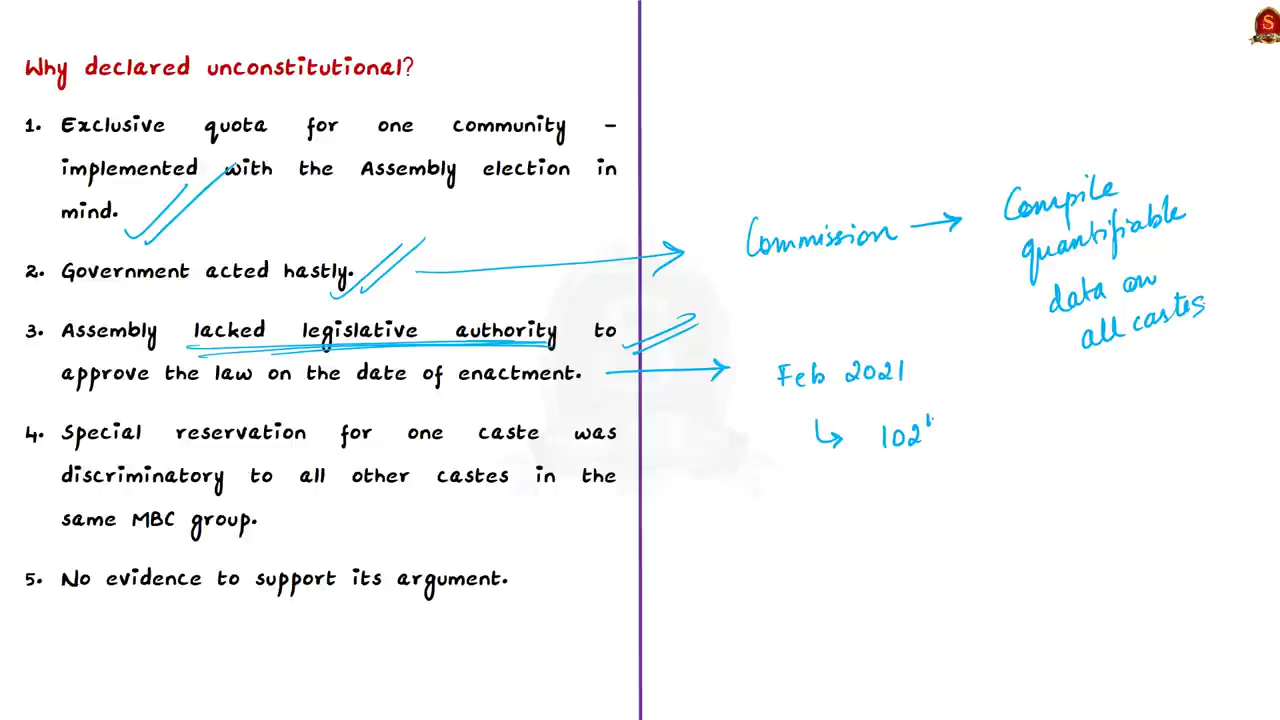 Why declared unconstitutional?
1. Exclusive quota for one community -
implemented with the Assembly election in
mind.
2. Government acted hastly.
3. Assembly lacked legislative authority to
approve the law on the date of enactment.
4. Special reservation for one caste was
discriminatory to all other castes in the
same MBC group.
5. No evidence to support its argument.
Commission
Compile
quantifiable
data on
all castes
Feb 2021
102
S